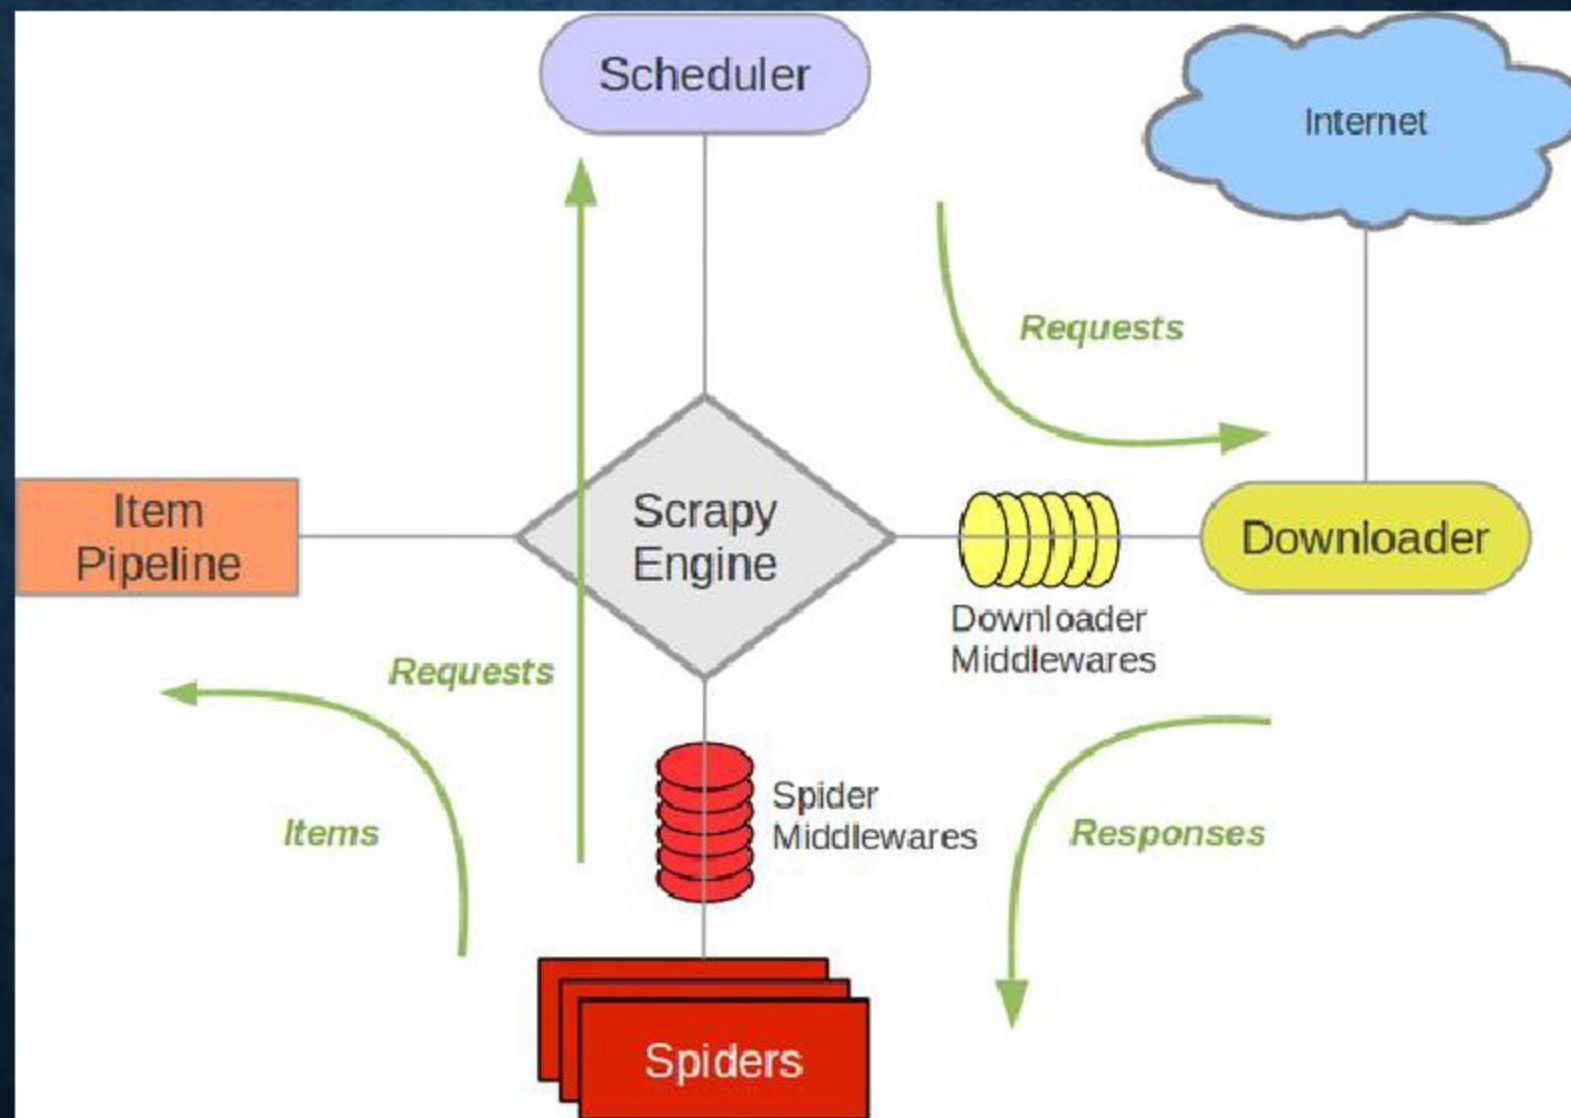 Scheduler
Internet
Requests
Item
Pipeline
Scrapy
Engine
Downloader
Downloader
Middlewares
Requests
Items
Spider
Middlewares
Responses
Spiders